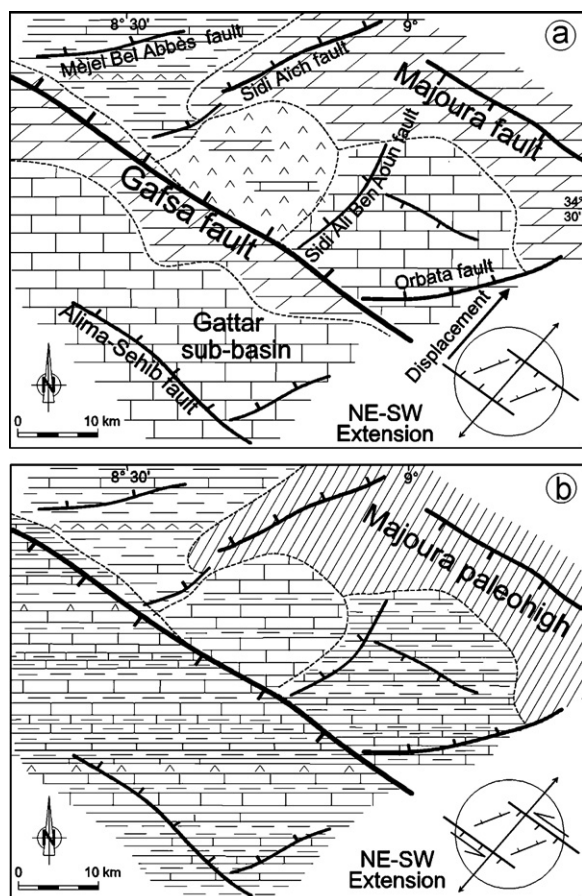 8° 30'
9°
a
Mèjel Bel Abbès fault
Sidi Aïch fault
Majoura fault
Gafsa fault
Sidi Ali Ben Aoun fault
34°
30'
Orbata fault
Gattar
sub-basin
Alima-Sehib fault
Displacement
N
0 10 km
NE-SW
Extension
8° 30'
9°
b
Majoura paleohigh
N
0 10 km
NE-SW
Extension